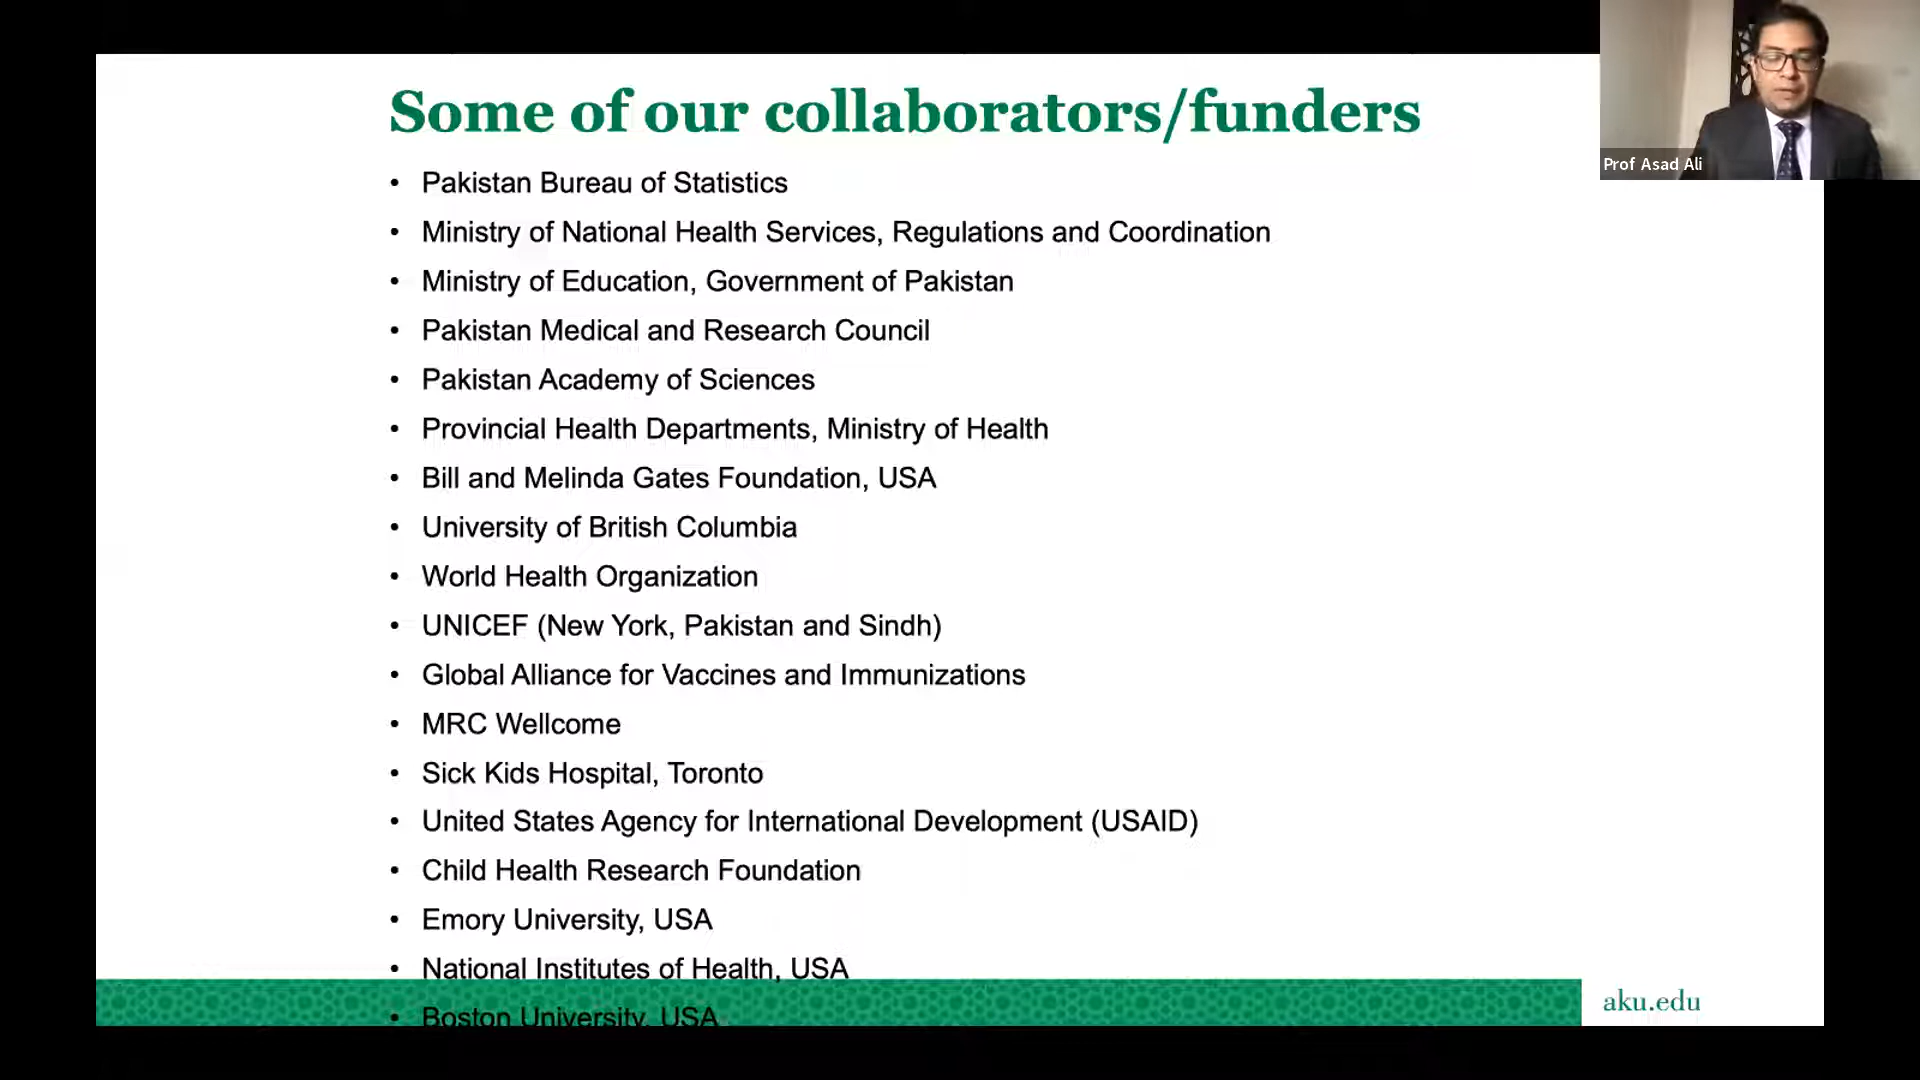 Some of our collaborators/funders
Prof Asad Ali
• Pakistan Bureau of Statistics
• Ministry of National Health Services, Regulations and Coordination
• Ministry of Education, Government of Pakistan
• Pakistan Medical and Research Council
• Pakistan Academy of Sciences
• Provincial Health Departments, Ministry of Health
• Bill and Melinda Gates Foundation, USA
• University of British Columbia
• World Health Organization
• UNICEF (New York, Pakistan and Sindh)
• Global Alliance for Vaccines and Immunizations
• MRC Wellcome
• Sick Kids Hospital, Toronto
• United States Agency for International Development (USAID)
• Child Health Research Foundation
• Emory University, USA
• National Institutes of Health, USA
• Boston University, USA
aku.edu